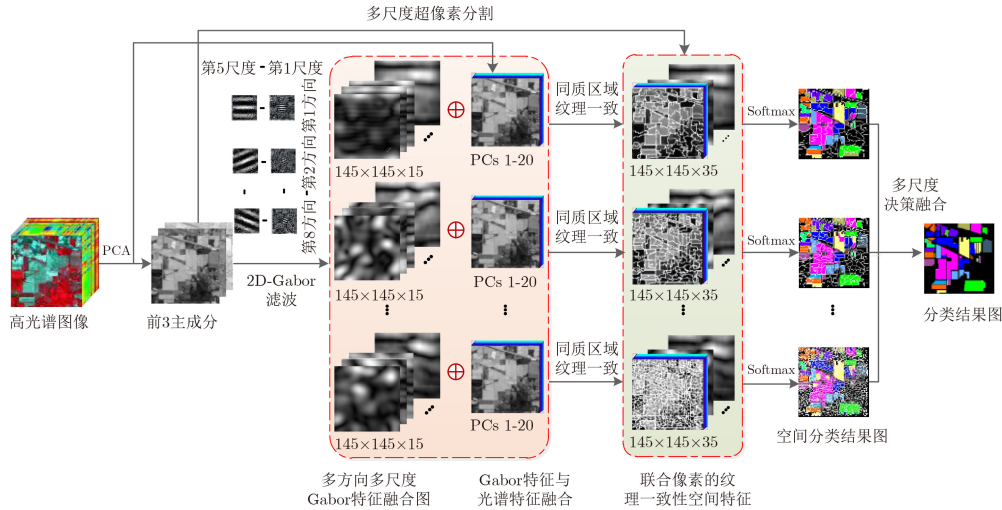 多尺度超像素分割
第5尺度 - 第1尺度
第8方向 - 第2方向 第1方向
高光谱图像
PCA
前3主成分
2D-Gabor
滤波
145×145×15
PCs 1-20
同质区域
纹理一致
145×145×35
Softmax
145×145×15
PCs 1-20
同质区域
纹理一致
145×145×35
Softmax
145×145×15
PCs 1-20
同质区域
纹理一致
145×145×35
Softmax
多尺度
决策融合
分类结果图
空间分类结果图
多方向多尺度
Gabor特征融合图
Gabor特征与
光谱特征融合
联合像素的纹
理一致性空间特征